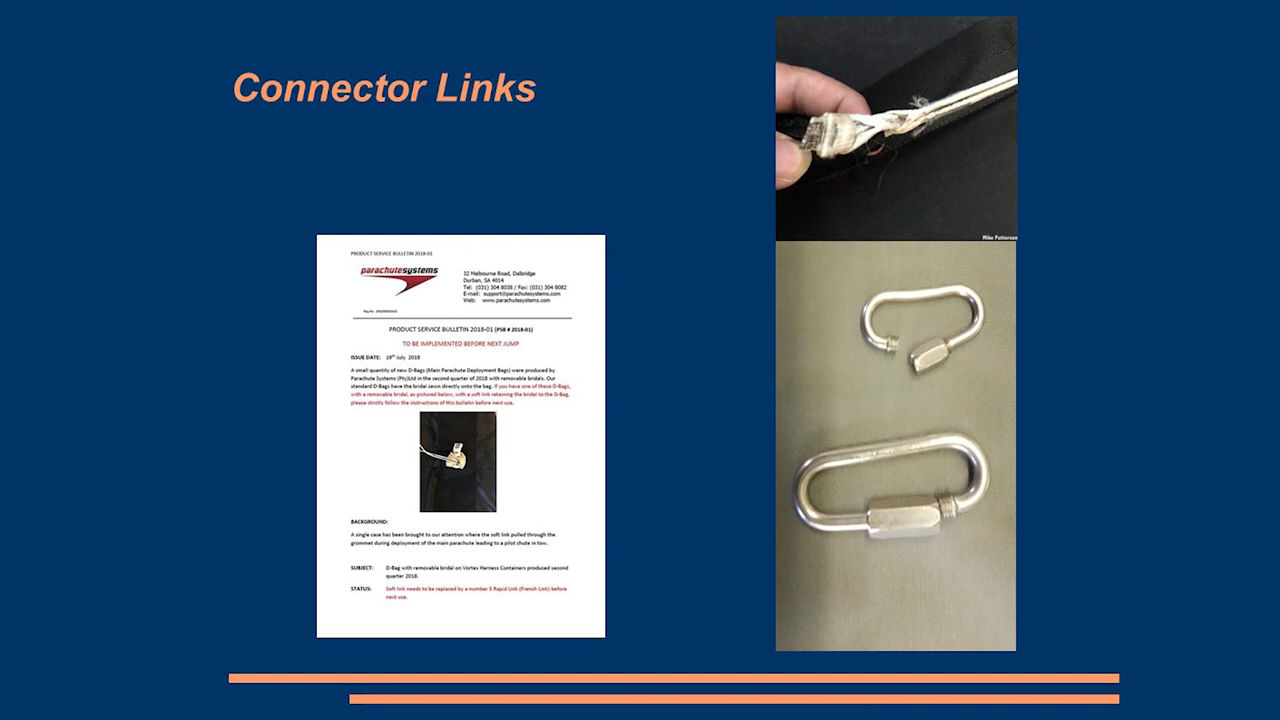 Connector Links
Mike Patterson
PRODUCT SERVICE BULLETIN 2018-01
parachutesystems
32 Melbourne Road, Dalbridge
Durban, SA 4014
Tel: (031) 304 8038 / Fax: (031) 304 8082
E-mail: support@parachutesystems.com
Web: www.parachutesystems.com
PRODUCT SERVICE BULLETIN 2018-01 (PSB # 2018-01)
TO BE IMPLEMENTED BEFORE NEXT JUMP
ISSUE DATE: 19th July 2018
A small quantity of new D-Bags (Main Parachute Deployment Bags) were produced by
Parachute Systems (Pty)Ltd in the second quarter of 2018 with removable bridals. Our
standard D-Bags have the bridal sewn directly onto the bag. If you have one of these D-Bags,
with a removable bridal, as pictured below, with a soft link retaining the bridal to the D-Bag,
please strictly follow the instructions of this bulletin before next use.
BACKGROUND:
A single case has been brought to our attention where the soft link pulled through the
grommet during deployment of the main parachute leading to a pilot chute in tow.
SUBJECT: D-Bag with removable bridal on Vortex Harness Containers produced second
quarter 2018.
STATUS: Soft link needs to be replaced by a number 5 Rapid Link (French Link) before
next use.